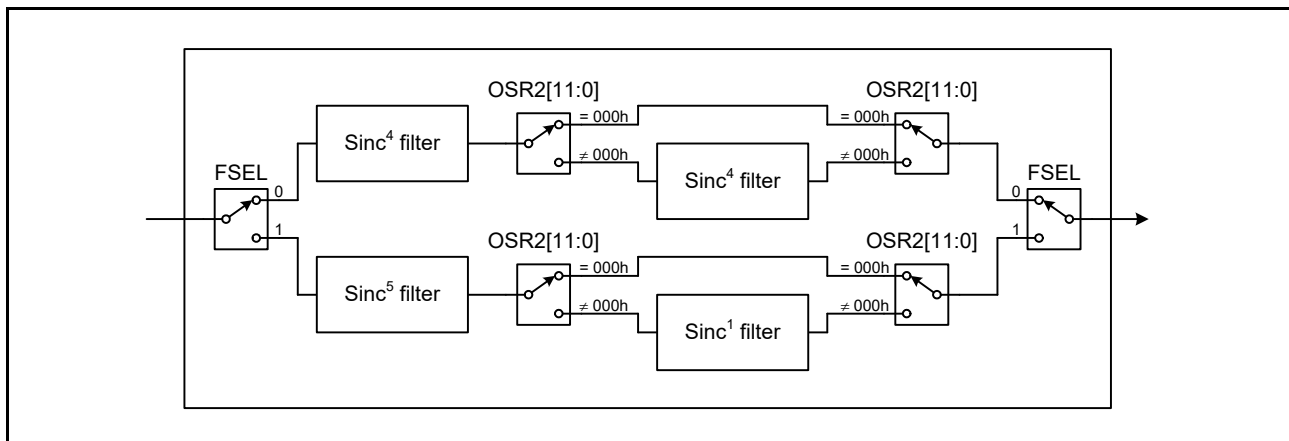 OSR2[11:0]
OSR2[11:0]
= 000h
= 000h
Sinc⁴ filter
≠ 000h
≠ 000h
FSEL
Sinc⁴ filter
FSEL
0
0
1
OSR2[11:0]
OSR2[11:0]
1
= 000h
= 000h
Sinc⁵ filter
≠ 000h
≠ 000h
Sinc¹ filter